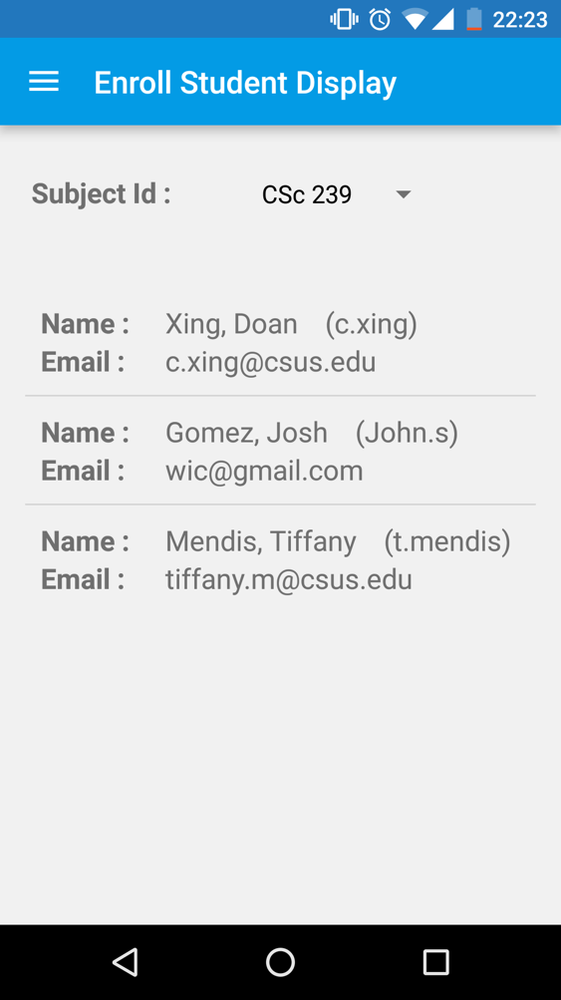 22:23
Enroll Student Display
Subject Id : CSc 239
Name : Xing, Doan (c.xing)
Email : c.xing@csus.edu
Name : Gomez, Josh (John.s)
Email : wic@gmail.com
Name : Mendis, Tiffany (t.mendis)
Email : tiffany.m@csus.edu